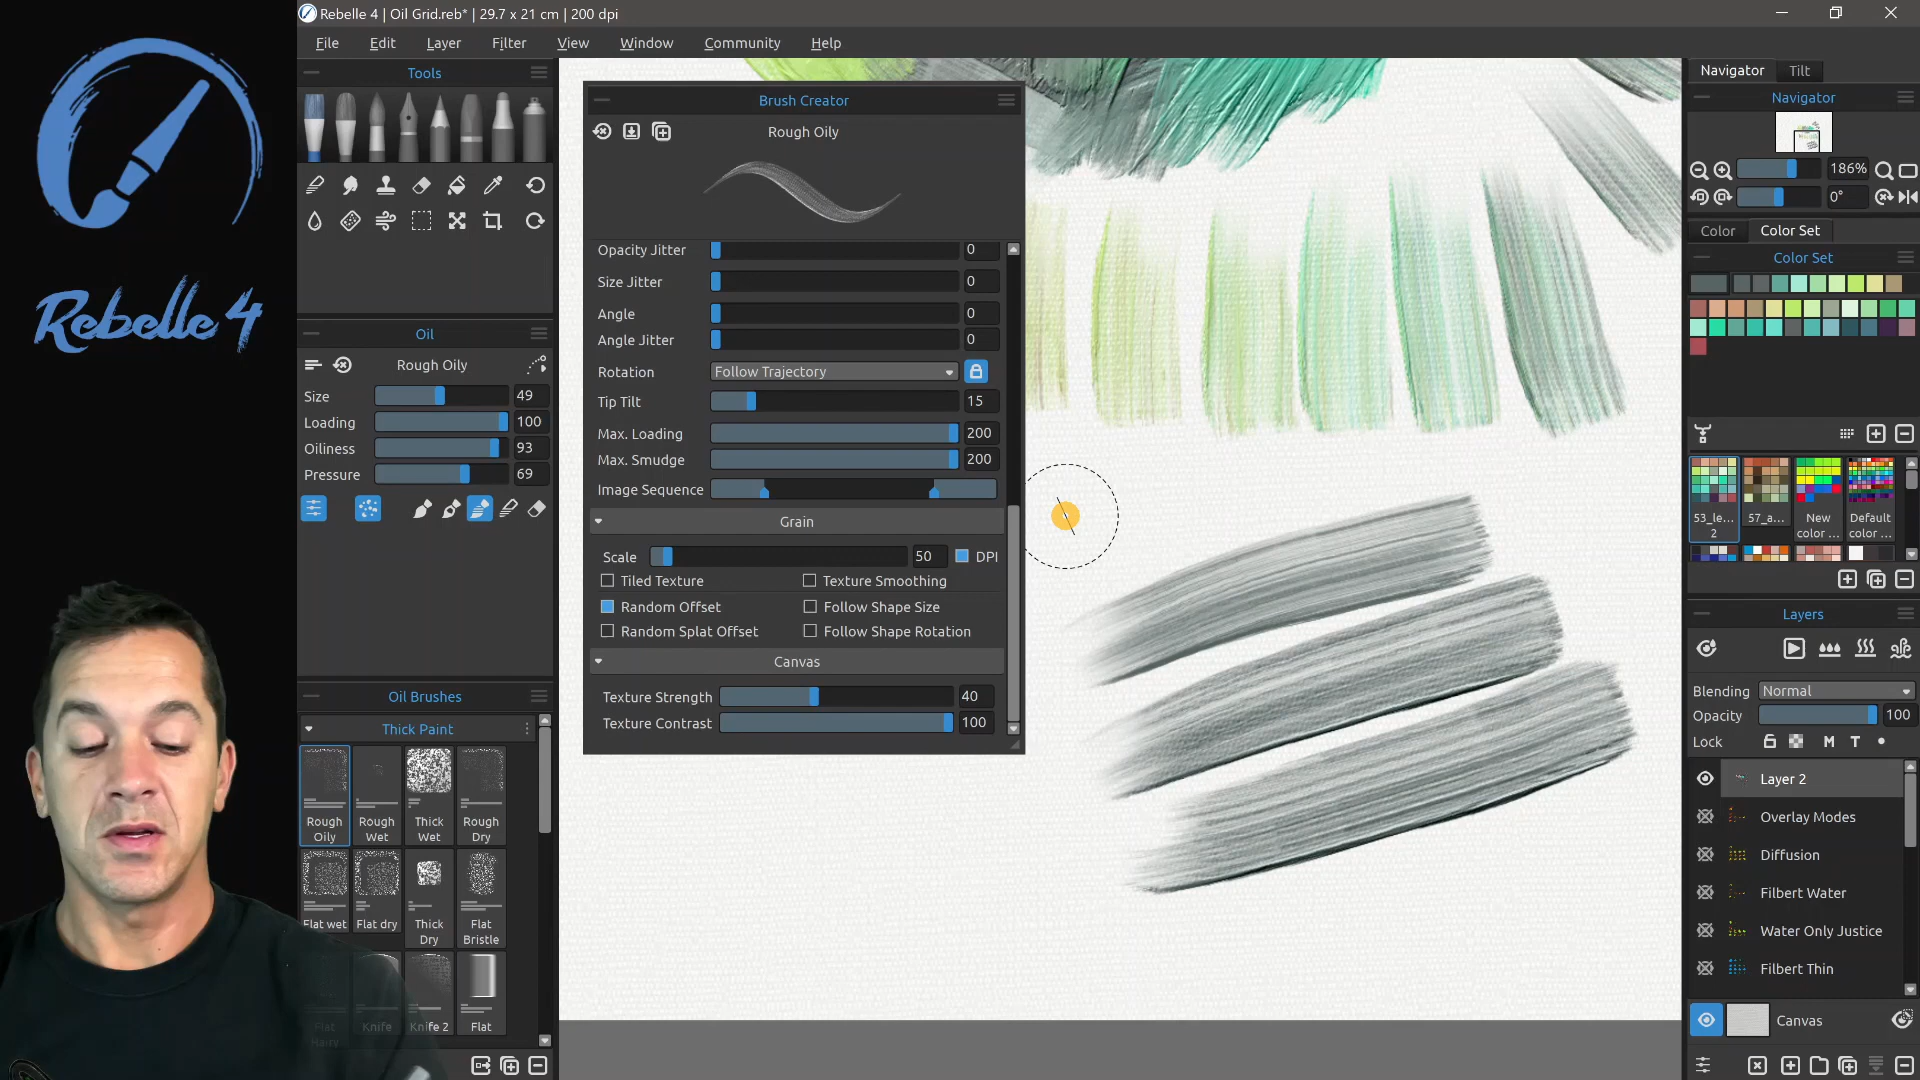 Rebelle 4 | Oil Grid.reb* | 29.7 x 21 cm | 200 dpi
File Edit Layer Filter View Window Community Help
Rebelle 4
Tools
Oil
Rough Oily
Size 49
Loading 100
Oiliness 93
Pressure 69
Oil Brushes
Thick Paint
Rough Oily
Rough Wet
Thick Wet
Rough Dry
Flat wet
Flat dry
Thick Dry
Flat Bristle
Flat Hairy
Knife
Knife 2
Flat
Brush Creator
Rough Oily
Opacity Jitter 0
Size Jitter 0
Angle 0
Angle Jitter 0
Rotation Follow Trajectory
Tip Tilt 15
Max. Loading 200
Max. Smudge 200
Image Sequence
Grain
Scale 50 DPI
Tiled Texture Texture Smoothing
Random Offset Follow Shape Size
Random Splat Offset Follow Shape Rotation
Canvas
Texture Strength 40
Texture Contrast 100
Navigator Tilt
Navigator
186%
0°
Color Color Set
Color Set
53_le... 2
57_a...
New color ...
Default color ...
Layers
Blending Normal
Opacity 100
Lock M T
Layer 2
Overlay Modes
Diffusion
Filbert Water
Water Only Justice
Filbert Thin
Canvas